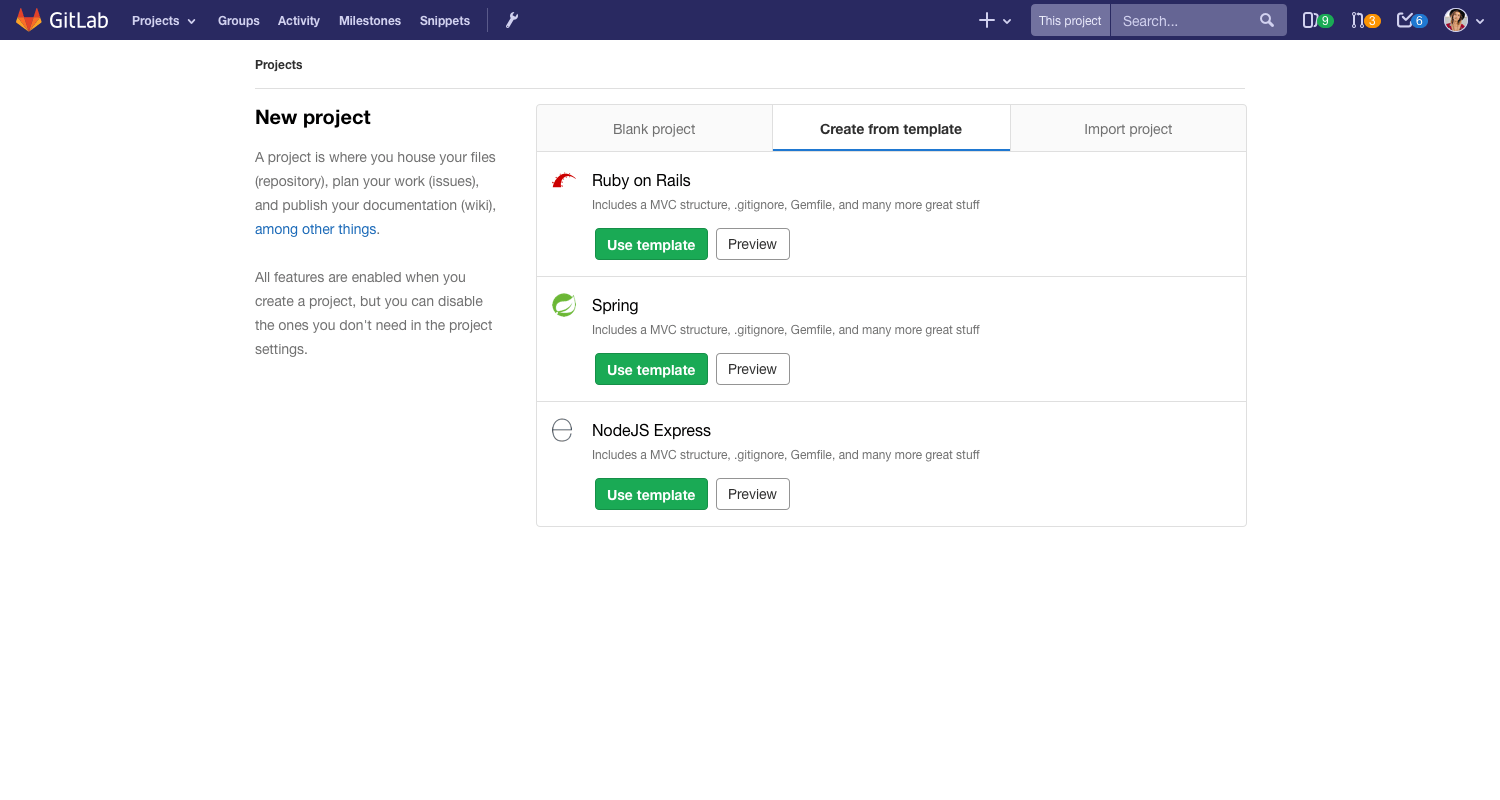 GitLab Projects Groups Activity Milestones Snippets This project Search... 9 3 6
Projects
New project
A project is where you house your files
(repository), plan your work (issues),
and publish your documentation (wiki),
among other things.
All features are enabled when you
create a project, but you can disable
the ones you don't need in the project
settings.
Blank project Create from template Import project
Ruby on Rails
Includes a MVC structure, .gitignore, Gemfile, and many more great stuff
Use template Preview
Spring
Includes a MVC structure, .gitignore, Gemfile, and many more great stuff
Use template Preview
NodeJS Express
Includes a MVC structure, .gitignore, Gemfile, and many more great stuff
Use template Preview